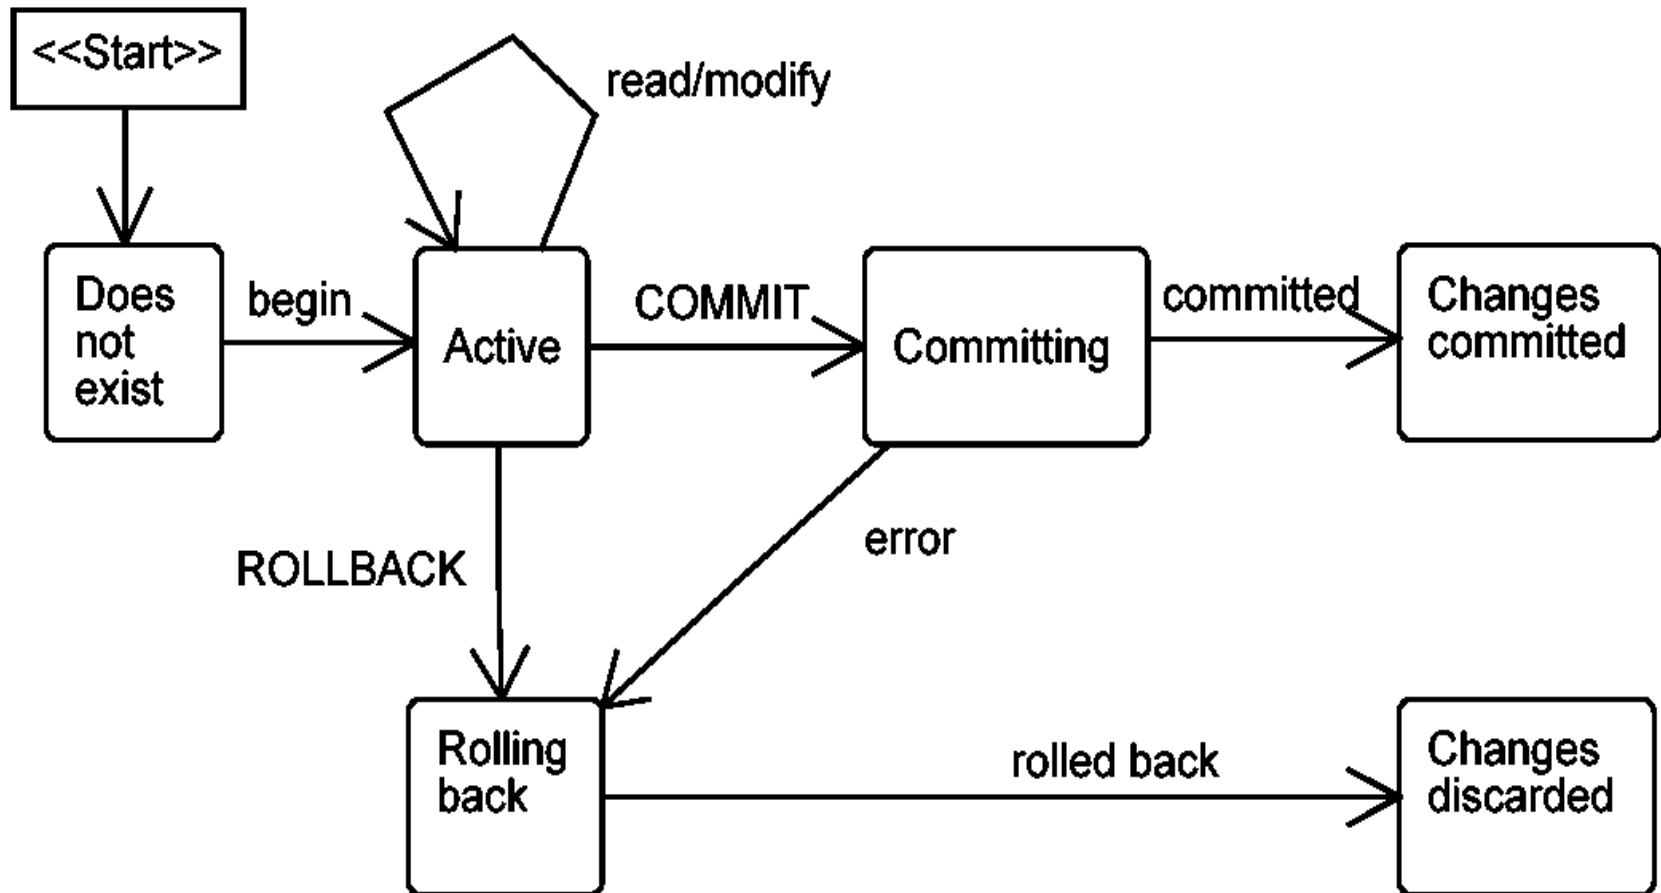 <<Start>>
read/modify
Does
not
exist
begin
Active
COMMIT
Committing
committed
Changes
committed
ROLLBACK
error
Rolling
back
rolled back
Changes
discarded